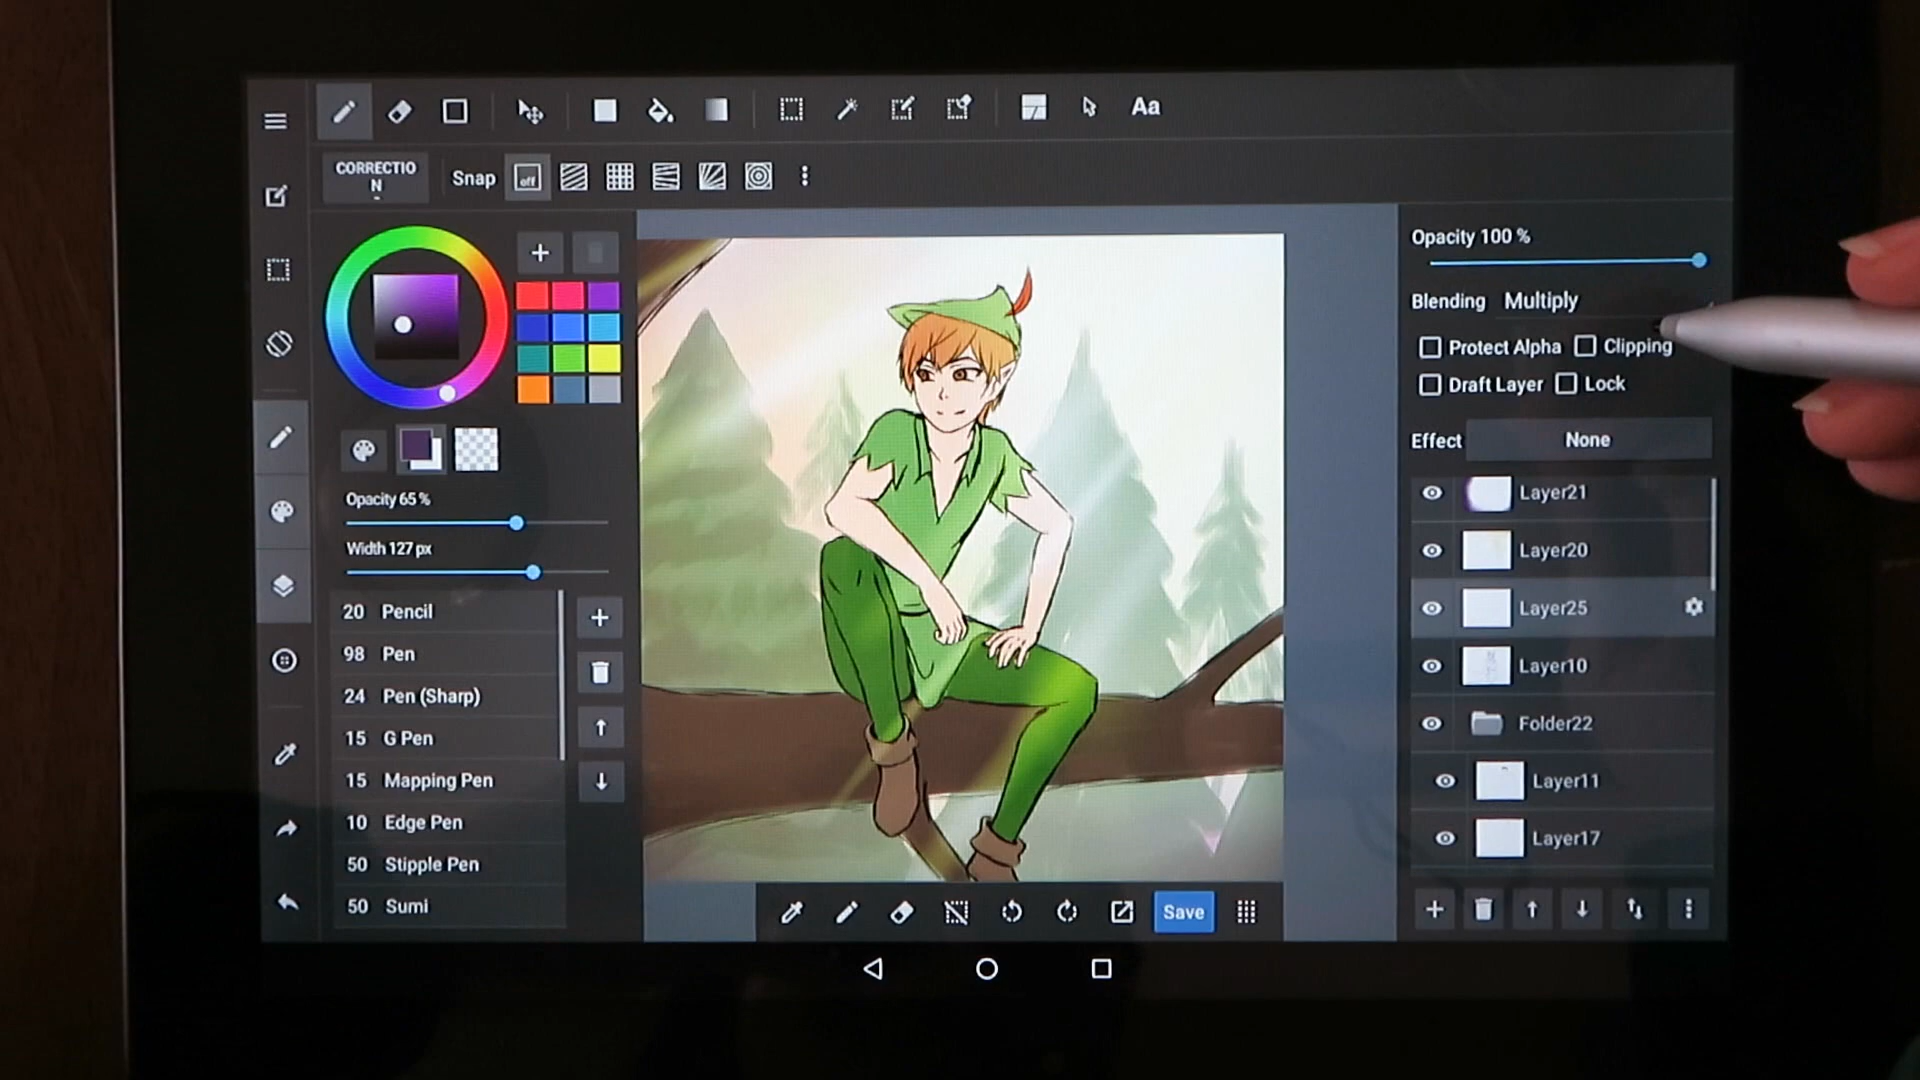 Aa
CORRECTIO
N
Snap
off
Opacity 100 %
Blending Multiply
Protect Alpha Clipping
Draft Layer Lock
Effect None
Opacity 65 %
Width 127 px
20 Pencil
98 Pen
24 Pen (Sharp)
15 G Pen
15 Mapping Pen
10 Edge Pen
50 Stipple Pen
50 Sumi
Layer21
Layer20
Layer25
Layer10
Folder22
Layer11
Layer17
Save